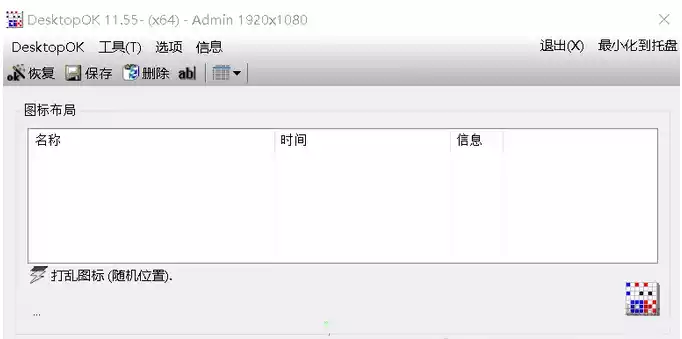 DesktopOK 11.55- (x64) - Admin 1920x1080
DesktopOK 工具(T) 选项 信息 退出(X) 最小化到托盘
恢复 保存 删除 ab|
图标布局
名称 时间 信息
打乱图标 (随机位置).
...